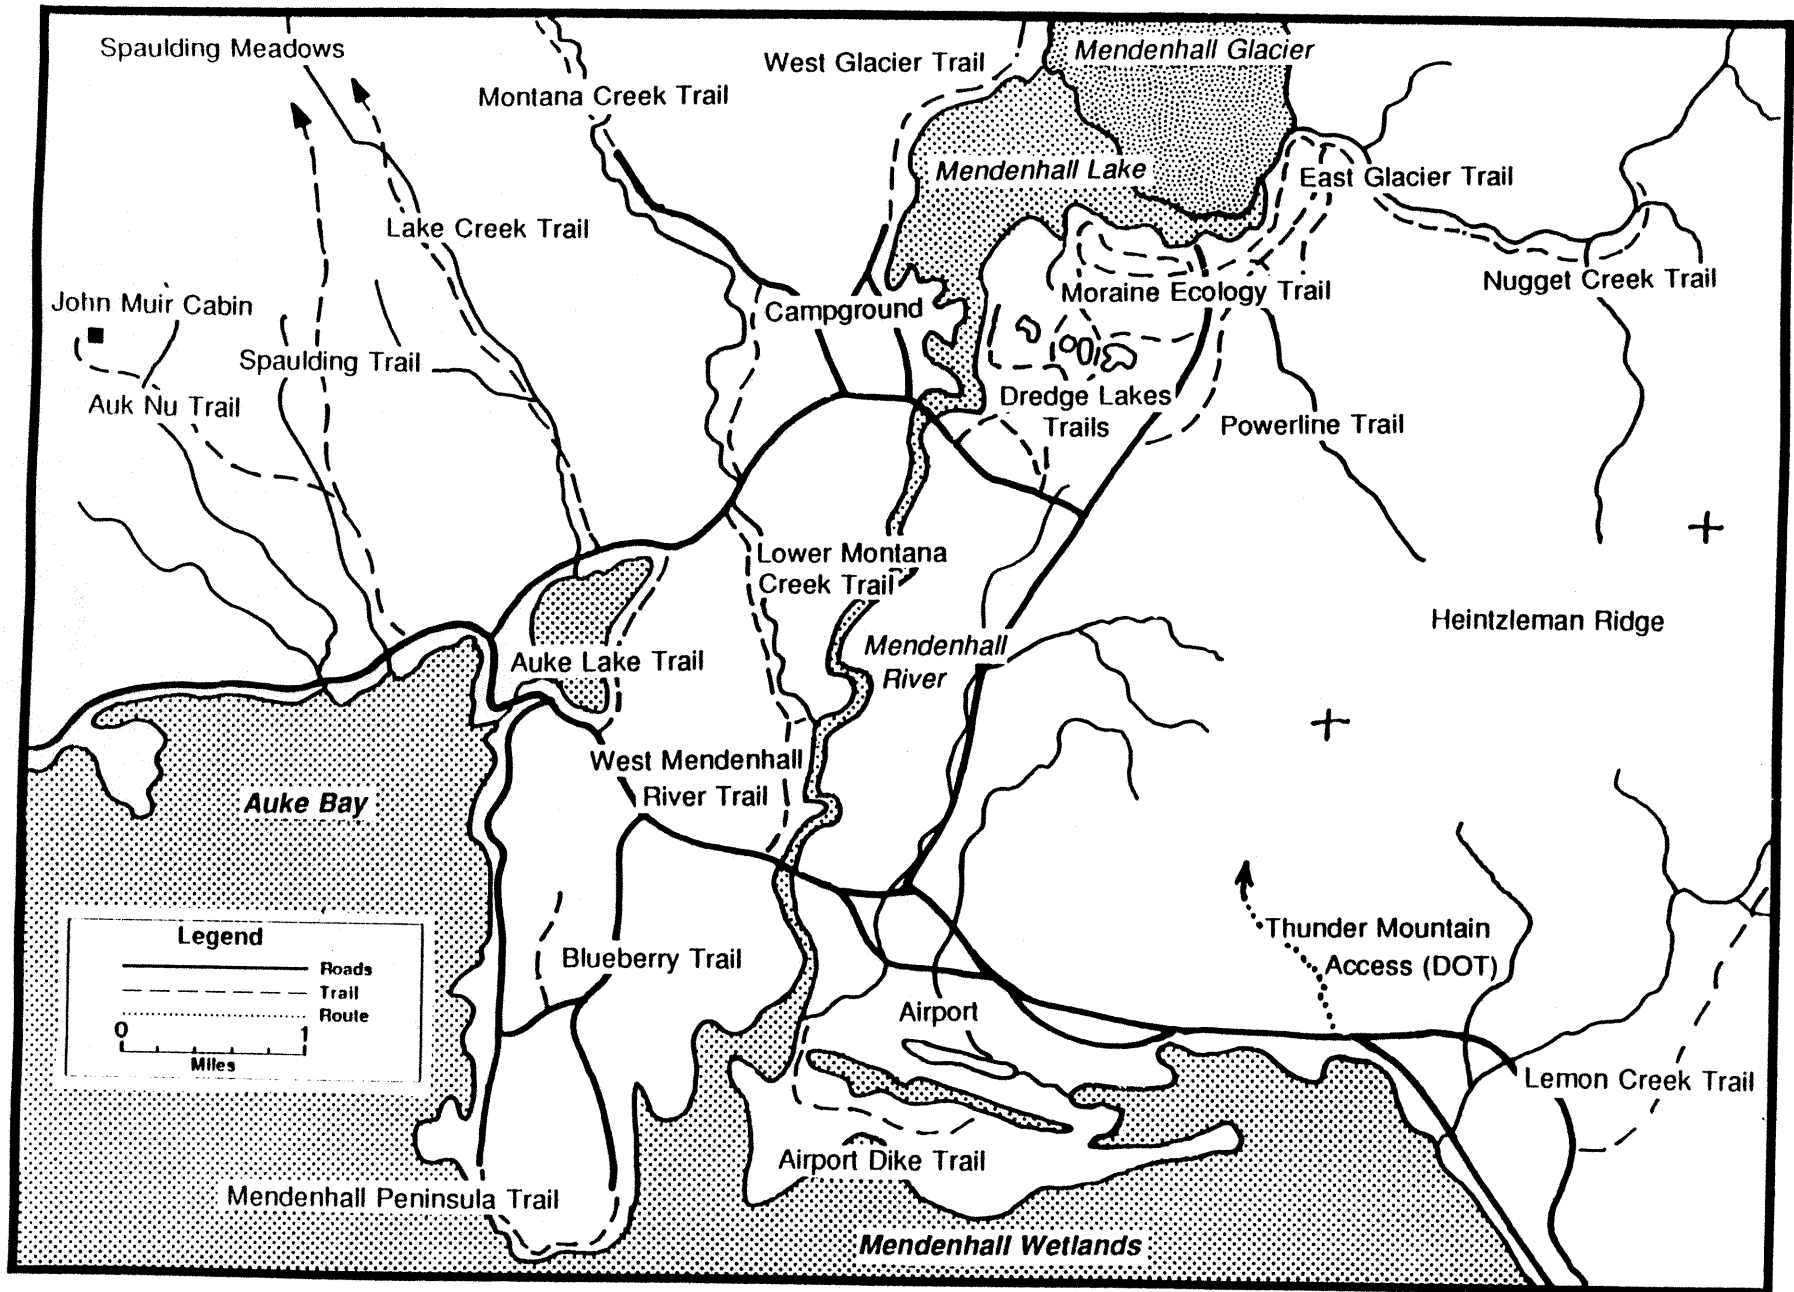 Spaulding Meadows
West Glacier Trail
Mendenhall Glacier
Montana Creek Trail
Mendenhall Lake
East Glacier Trail
Lake Creek Trail
Nugget Creek Trail
Moraine Ecology Trail
John Muir Cabin
Campground
Spaulding Trail
Auk Nu Trail
Dredge Lakes
Trails
Powerline Trail
Lower Montana
Creek Trail
Heintzleman Ridge
Mendenhall
River
Auke Lake Trail
West Mendenhall
River Trail
Auke Bay
Thunder Mountain
Access (DOT)
Legend
Roads
Trail
Route
0 1
Miles
Blueberry Trail
Airport
Lemon Creek Trail
Airport Dike Trail
Mendenhall Peninsula Trail
Mendenhall Wetlands